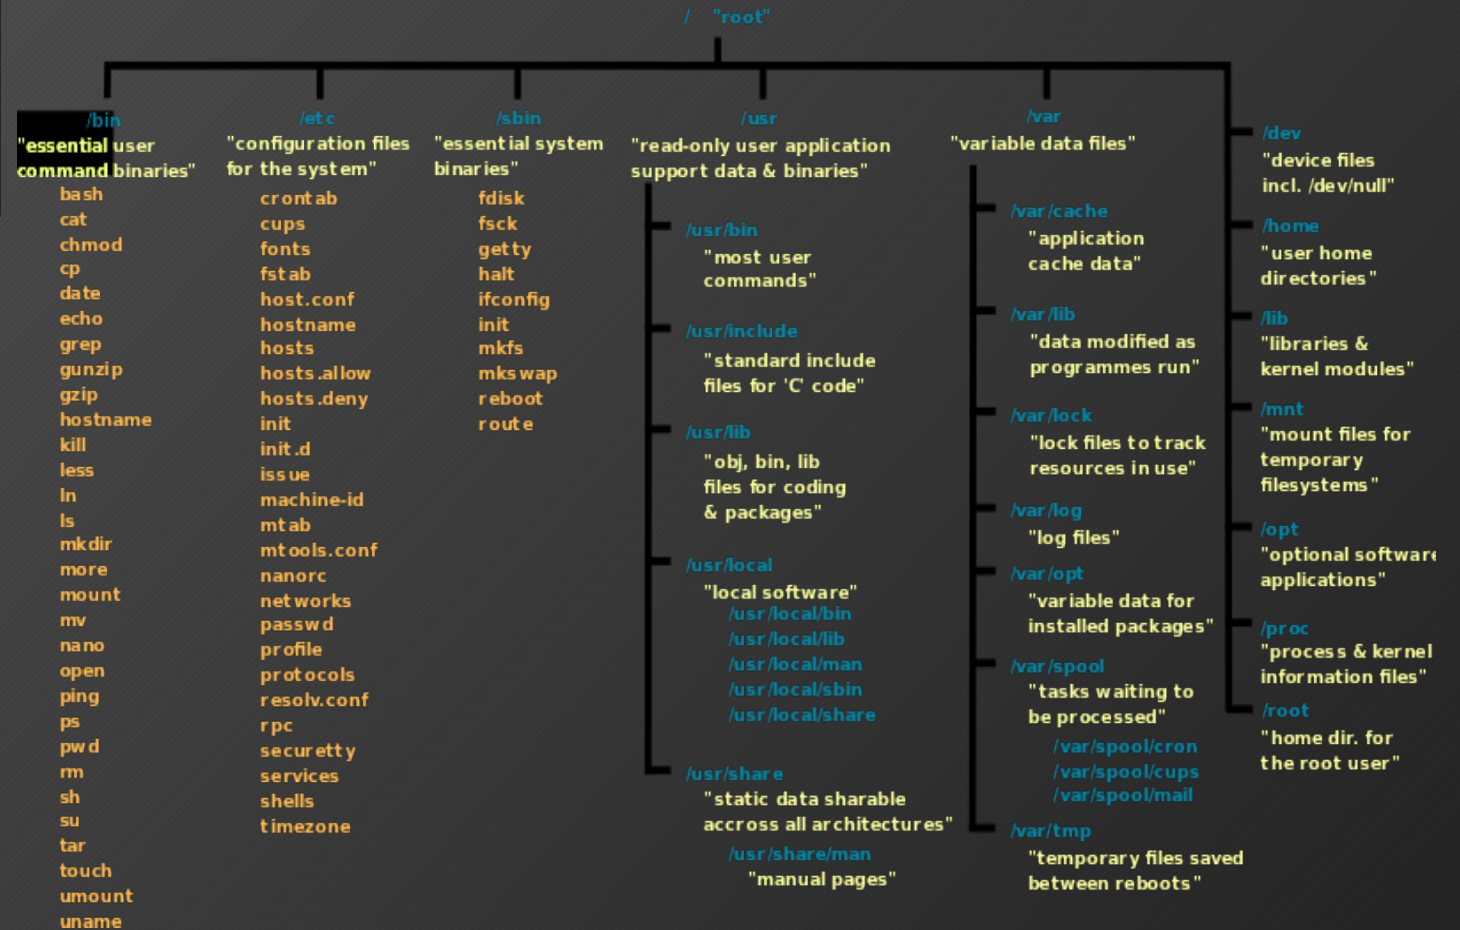 / "root"
/bin
"essential user
command binaries"
bash
cat
chmod
cp
date
echo
grep
gunzip
gzip
hostname
kill
less
ln
ls
mkdir
more
mount
mv
nano
open
ping
ps
pwd
rm
sh
su
tar
touch
umount
uname
/etc
"configuration files
for the system"
crontab
cups
fonts
fstab
host.conf
hostname
hosts
hosts.allow
hosts.deny
init
init.d
issue
machine-id
mtab
mtools.conf
nanorc
networks
passwd
profile
protocols
resolv.conf
rpc
securetty
services
shells
timezone
/sbin
"essential system
binaries"
fdisk
fsck
getty
halt
ifconfig
init
mkfs
mkswap
reboot
route
/usr
"read-only user application
support data & binaries"
/usr/bin
"most user
commands"
/usr/include
"standard include
files for 'C' code"
/usr/lib
"obj, bin, lib
files for coding
& packages"
/usr/local
"local software"
/usr/local/bin
/usr/local/lib
/usr/local/man
/usr/local/sbin
/usr/local/share
/usr/share
"static data sharable
accross all architectures"
/usr/share/man
"manual pages"
/var
"variable data files"
/var/cache
"application
cache data"
/var/lib
"data modified as
programmes run"
/var/lock
"lock files to track
resources in use"
/var/log
"log files"
/var/opt
"variable data for
installed packages"
/var/spool
"tasks waiting to
be processed"
/var/spool/cron
/var/spool/cups
/var/spool/mail
/var/tmp
"temporary files saved
between reboots"
/dev
"device files
incl. /dev/null"
/home
"user home
directories"
/lib
"libraries &
kernel modules"
/mnt
"mount files for
temporary
filesystems"
/opt
"optional software
applications"
/proc
"process & kernel
information files"
/root
"home dir. for
the root user"